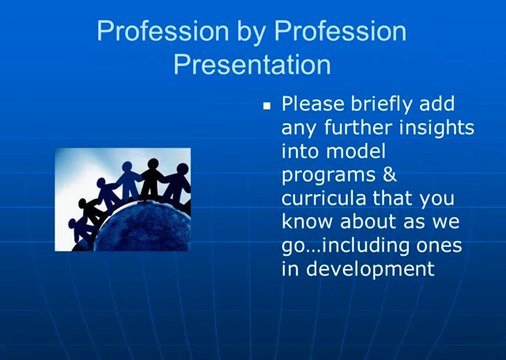 Profession by Profession
Presentation
Please briefly add
any further insights
into model
programs &
curricula that you
know about as we
go…including ones
in development